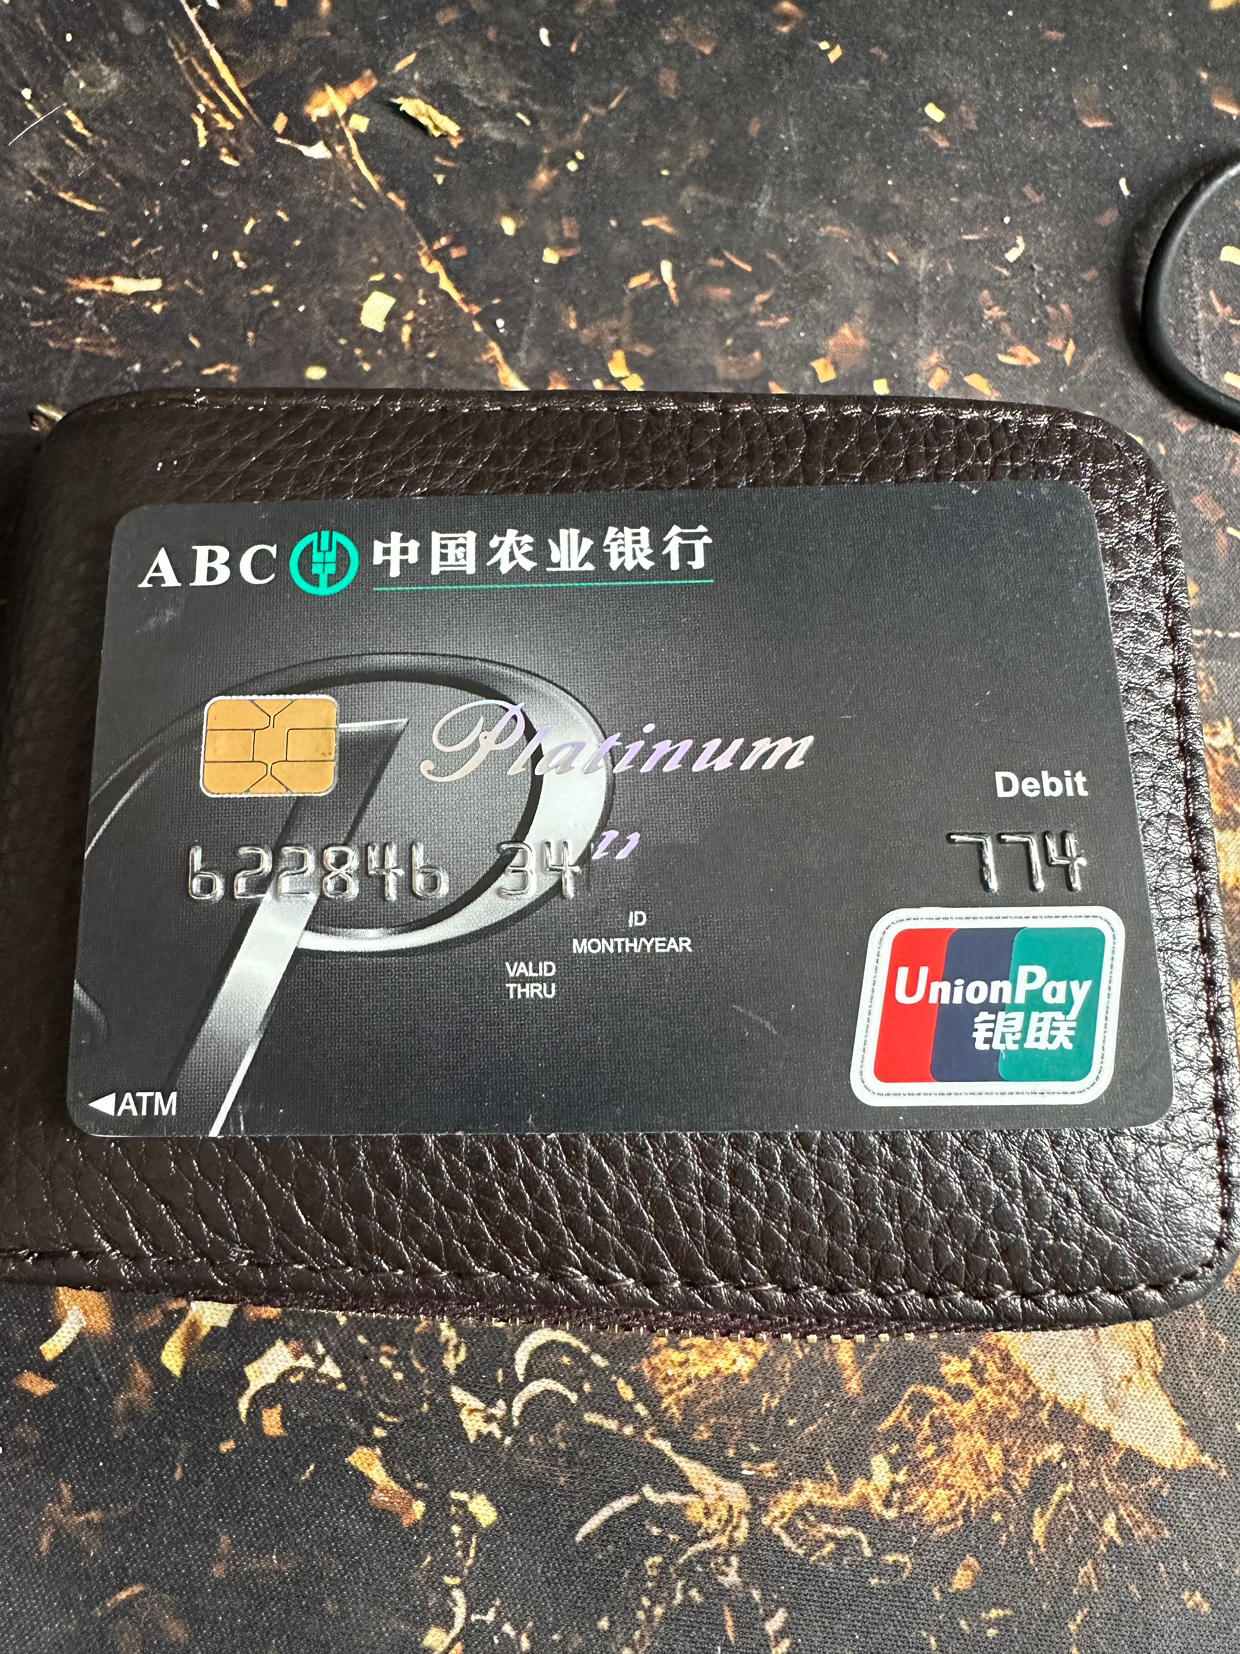 ABC 中国农业银行
Platinum
Debit
622846 34
774
ID
MONTH/YEAR
VALID
THRU
UnionPay
银联
ATM